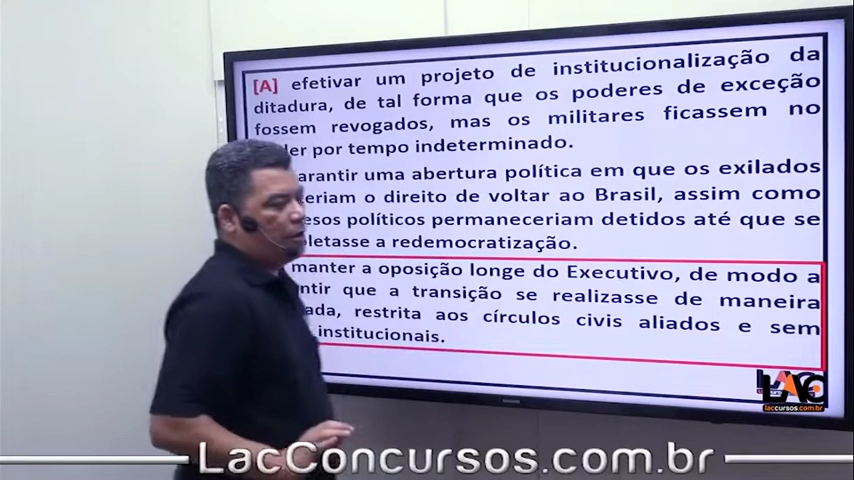 [A] efetivar um projeto de institucionalização da
ditadura, de tal forma que os poderes de exceção
fossem revogados, mas os militares ficassem no
por tempo indeterminado.
uma abertura política em que os exilados
o direito de voltar ao Brasil, assim como
políticos permaneceriam detidos até que se
a redemocratização.
manter a oposição longe do Executivo, de modo a
que a transição se realizasse de maneira
restrita aos círculos civis aliados e sem
institucionais.
LAC
laccursos.com.br
SAMSUNG
LacConcursos.com.br